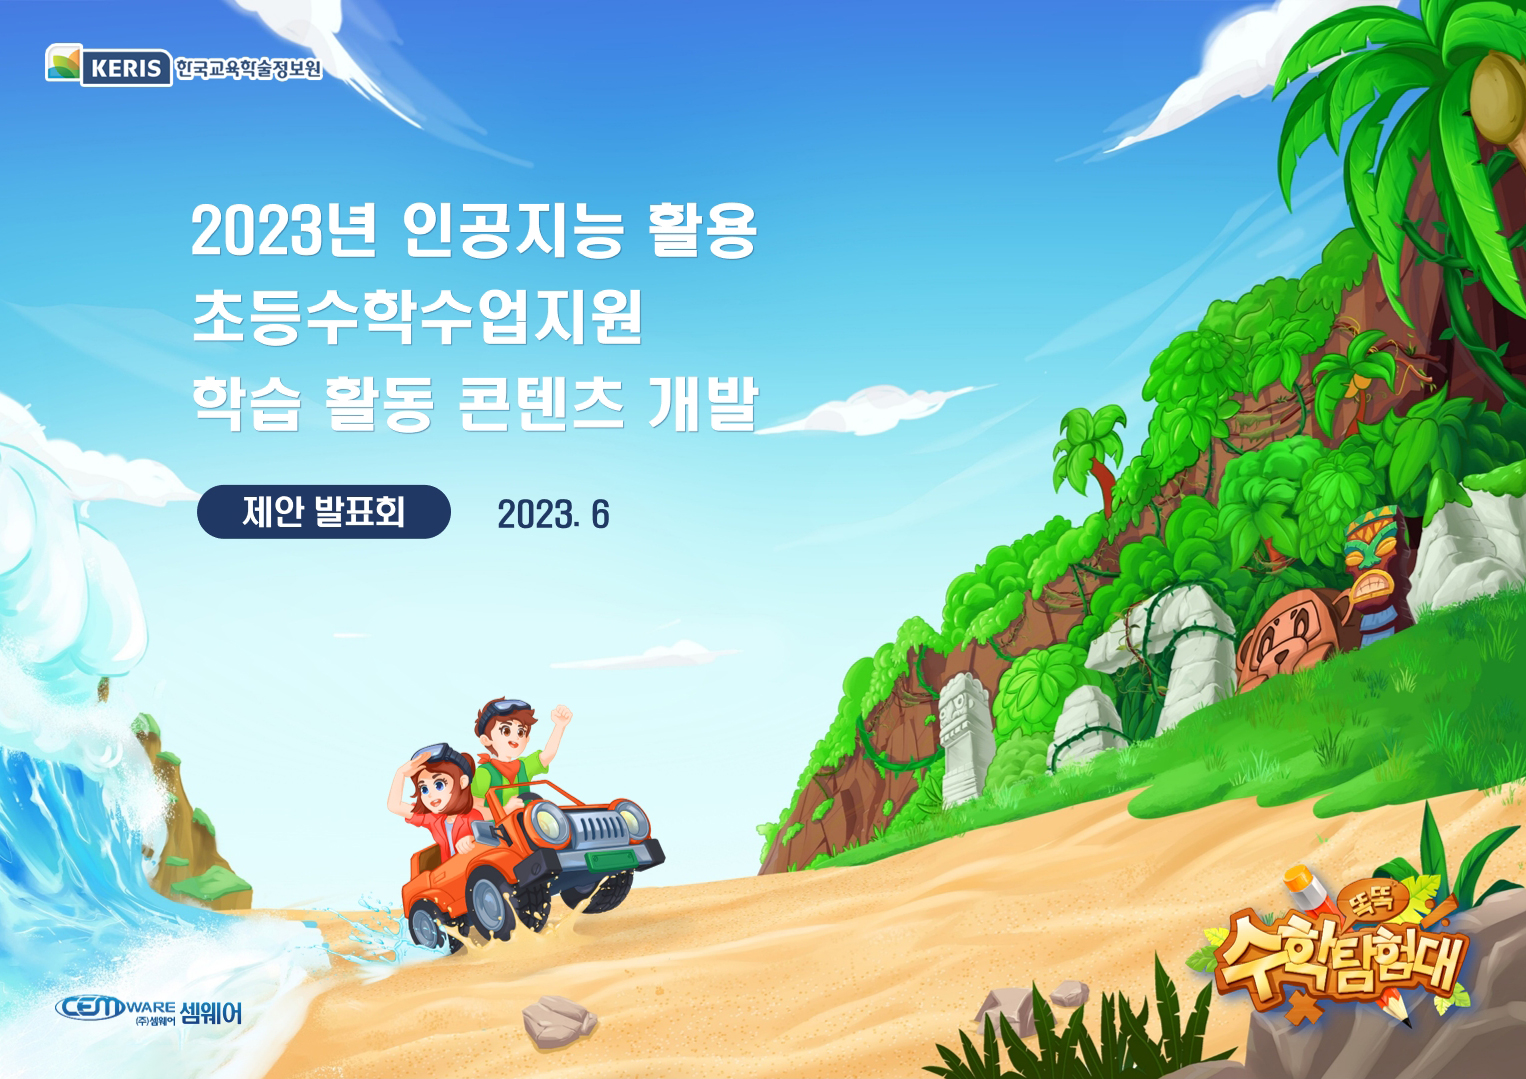 KERIS 한국교육학술정보원
2023년 인공지능 활용
초등수학수업지원
학습 활동 콘텐츠 개발
제안 발표회 2023. 6
똑똑
수학탐험대
CEMWARE
(주)셈웨어 셈웨어